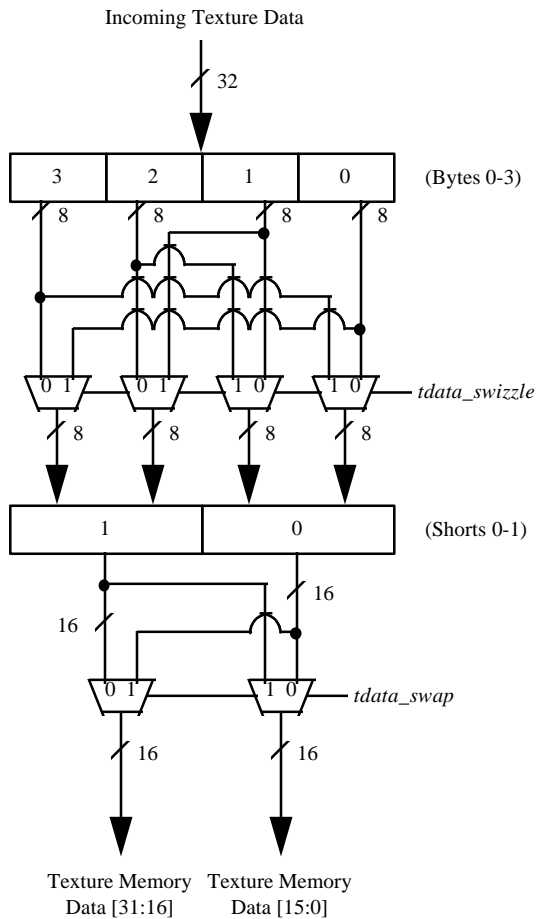 Incoming Texture Data
32
3 2 1 0 (Bytes 0-3)
8 8 8 8
0 1 0 1 1 0 1 0
tdata_swizzle
8 8 8 8
1 0 (Shorts 0-1)
16
16
0 1 1 0
tdata_swap
16 16
Texture Memory Texture Memory
Data [31:16] Data [15:0]